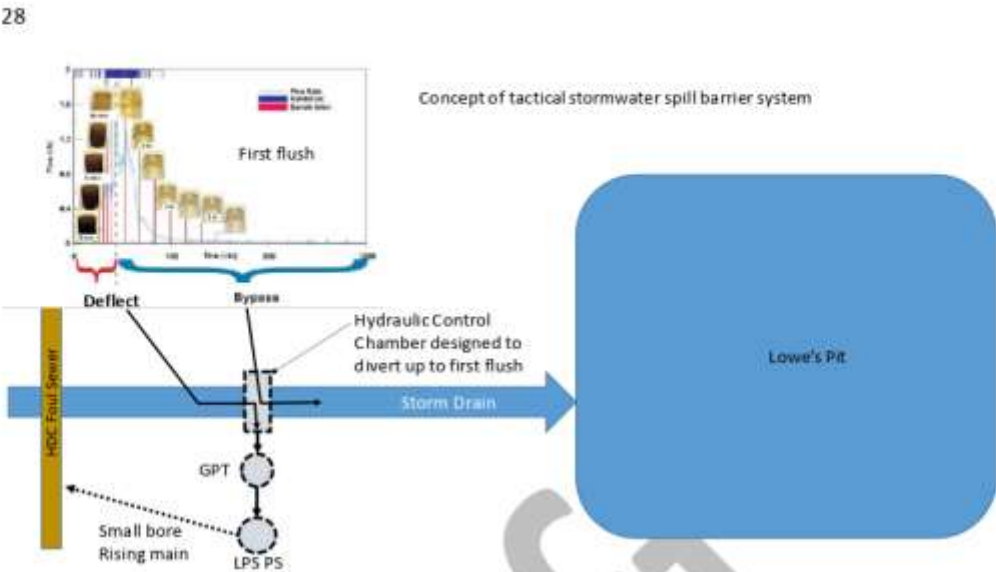 28
Concept of tactical stormwater spill barrier system
First flush
Deflect
Bypass
Hydraulic Control
Chamber designed to
divert up to first flush
HDC Foul Sewer
Storm Drain
Lowe's Pit
GPT
Small bore
Rising main
LPS PS